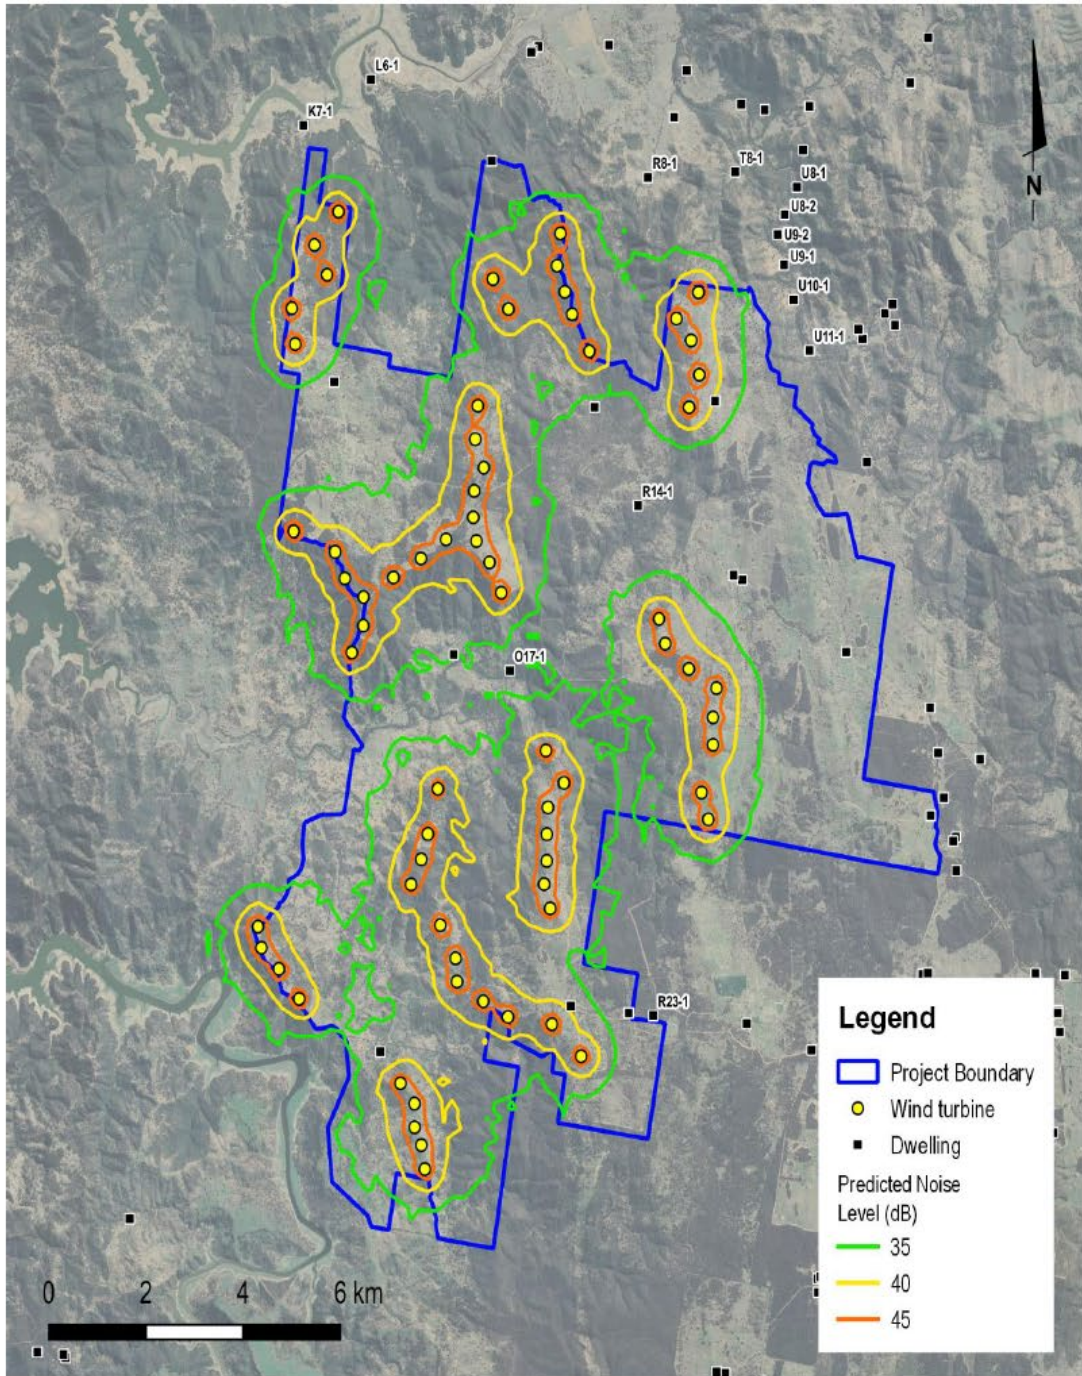 L6-1
K7-1
R8-1
T8-1
U8-1
U8-2
U9-2
U9-1
U10-1
U11-1
N
R14-1
O17-1
R23-1
Legend
Project Boundary
Wind turbine
Dwelling
Predicted Noise
Level (dB)
35
40
45
0 2 4 6 km